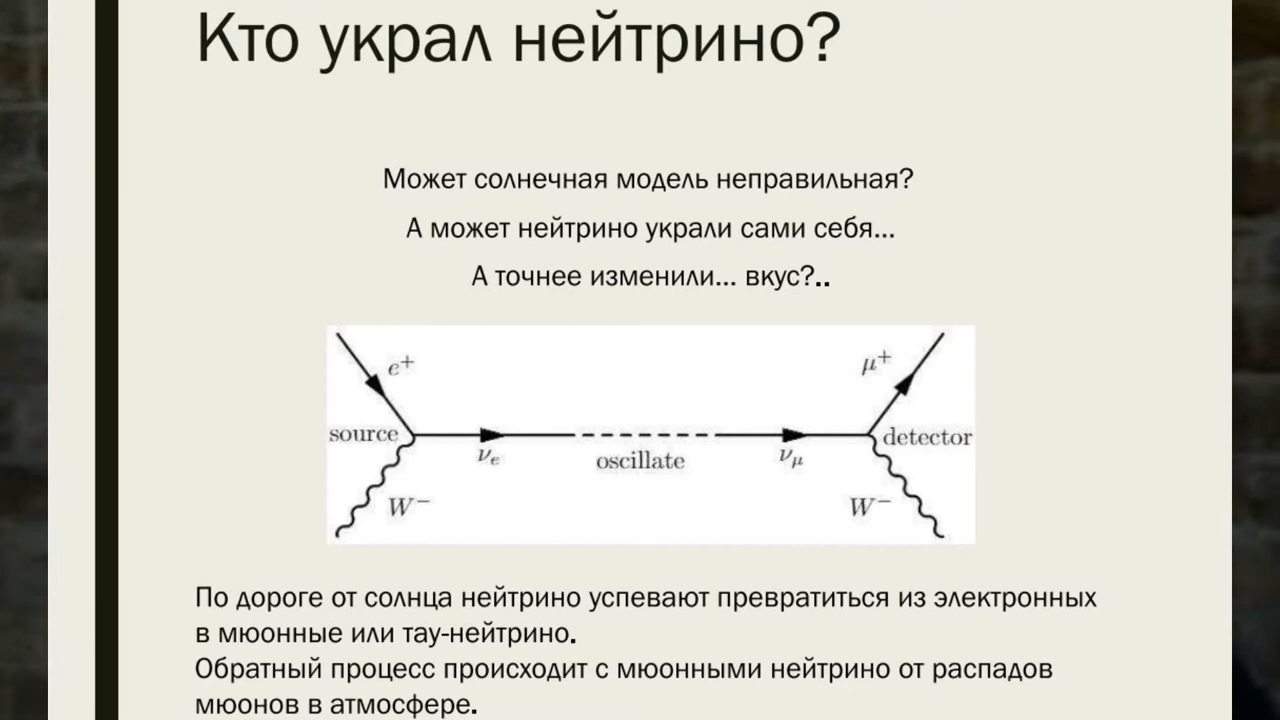 Кто украл нейтрино?
Может солнечная модель неправильная?
А может нейтрино украли сами себя...
А точнее изменили... вкус?..
e⁺
μ⁺
source
detector
νₑ
oscillate
ν_μ
W⁻
W⁻
По дороге от солнца нейтрино успевают превратиться из электронных
в мюонные или тау-нейтрино.
Обратный процесс происходит с мюонными нейтрино от распадов
мюонов в атмосфере.